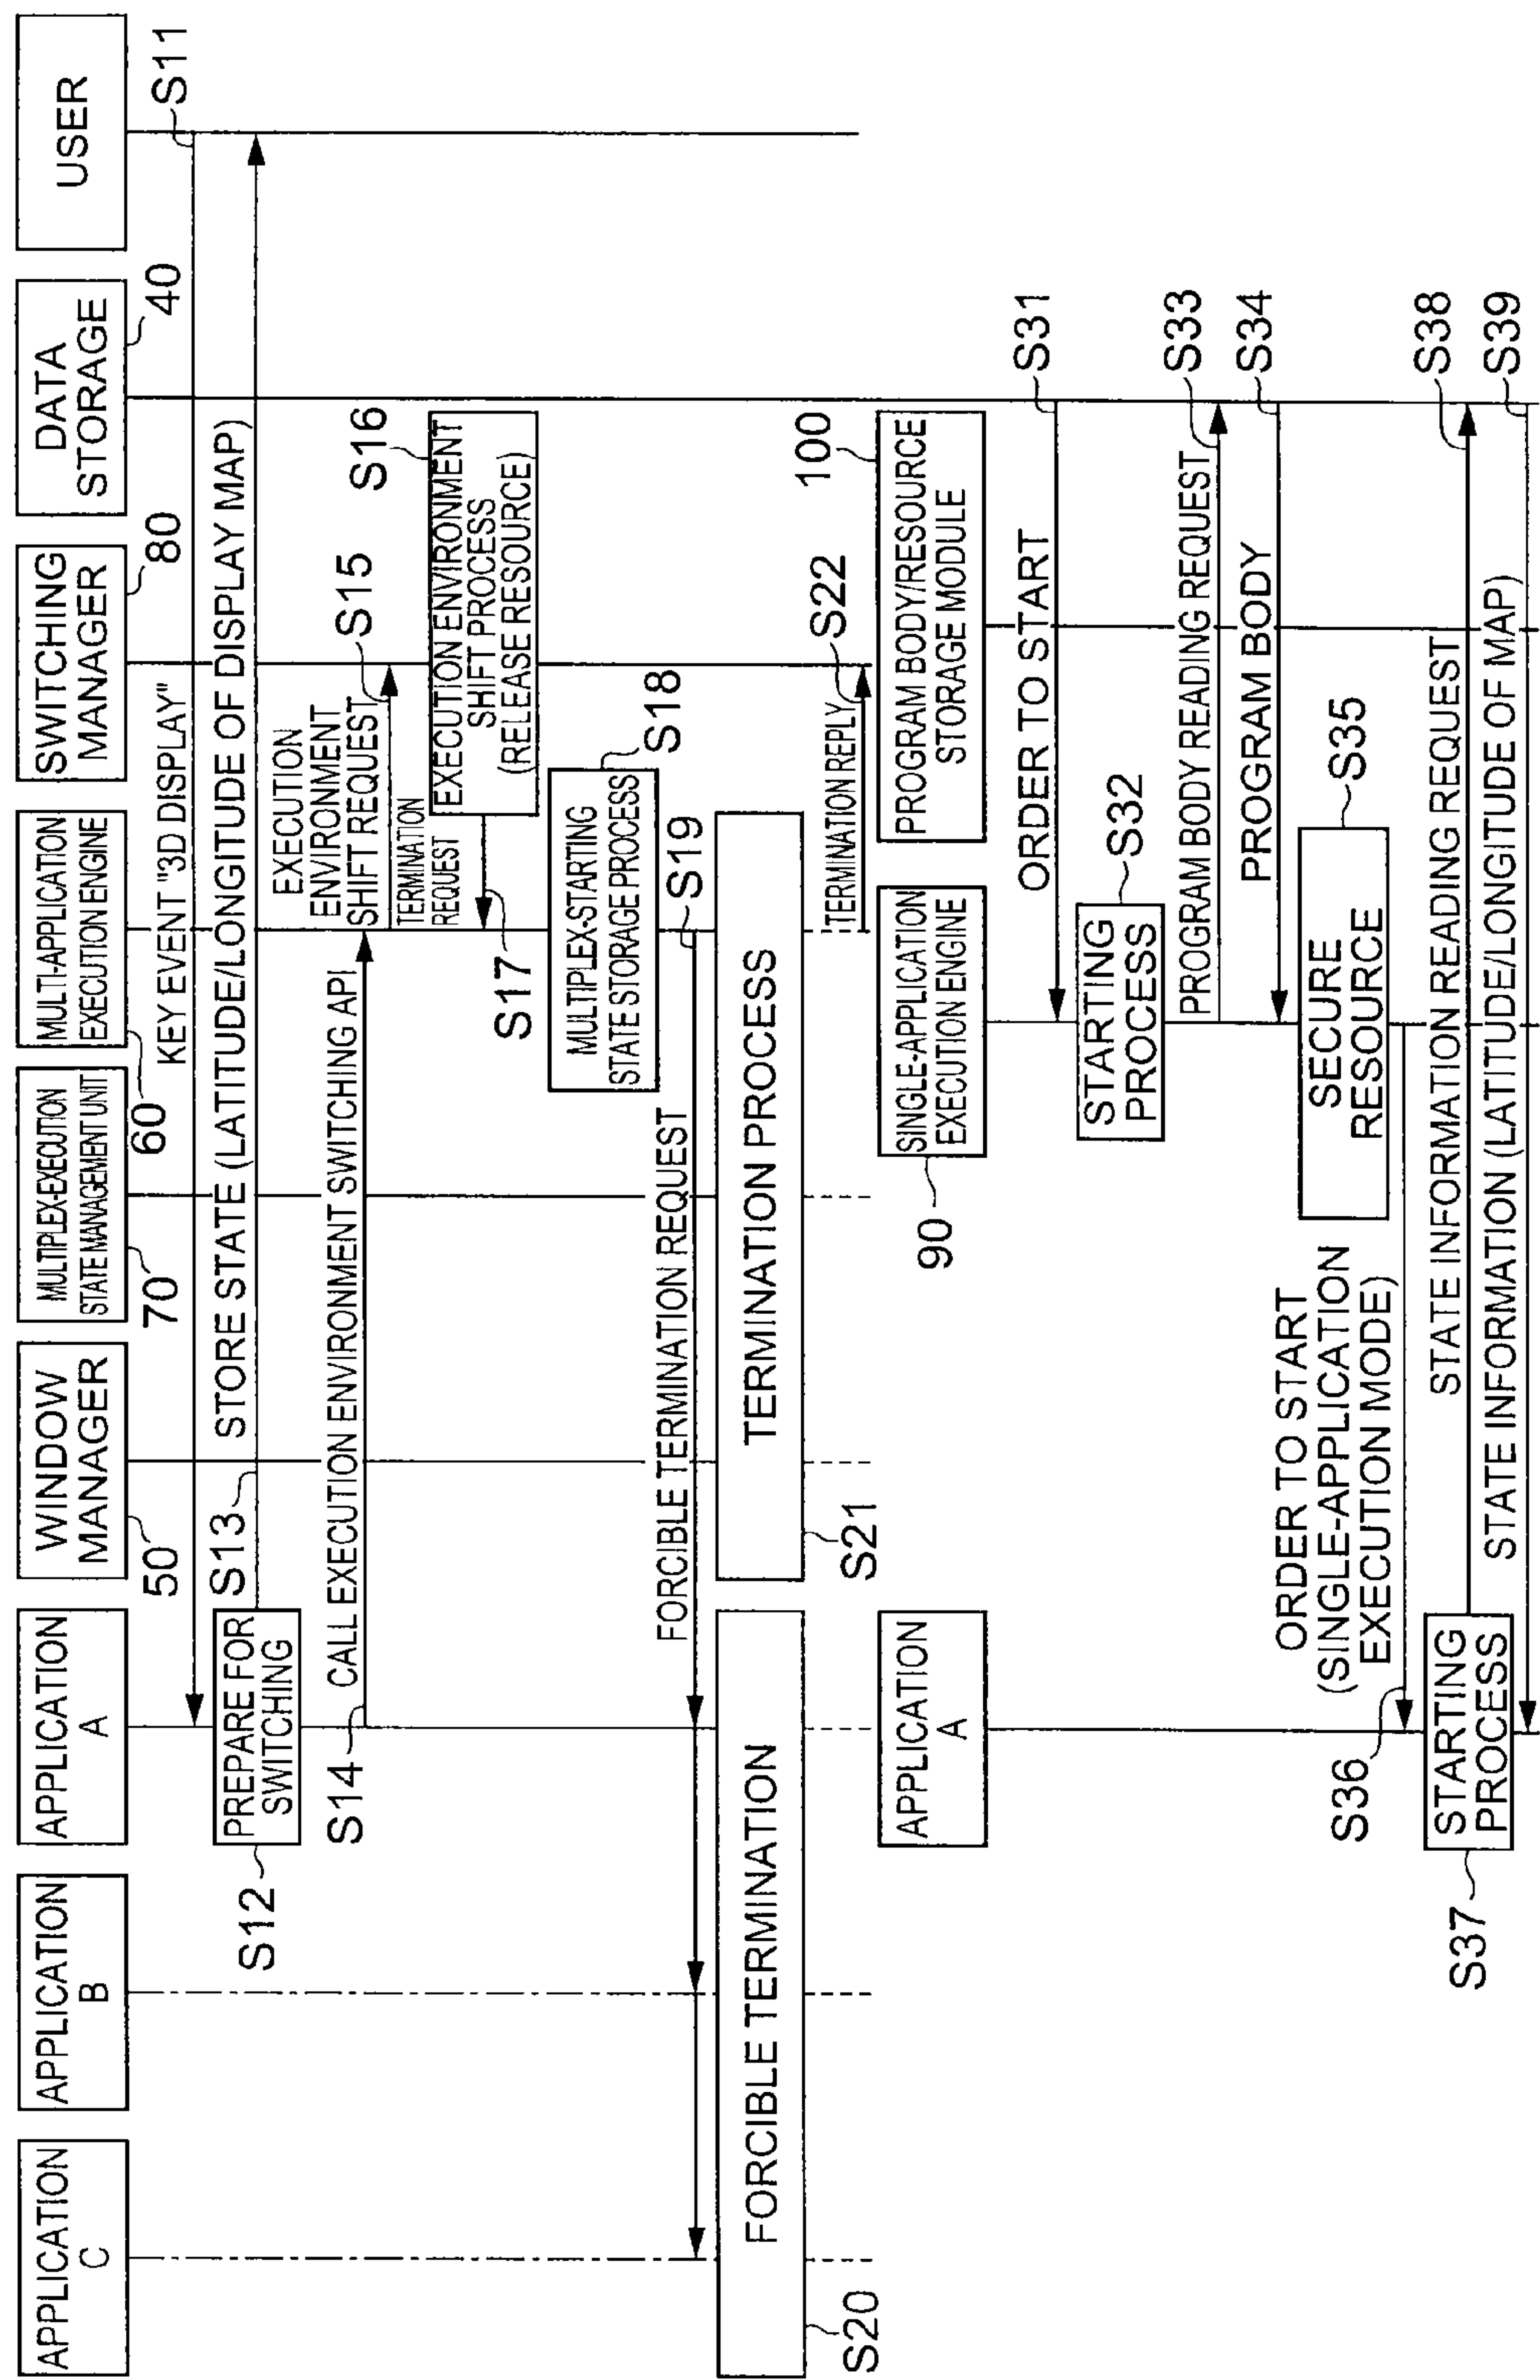 APPLICATION
C
APPLICATION
B
APPLICATION
A
WINDOW
MANAGER
50
MULTIPLEX-EXECUTION
STATE MANAGEMENT UNIT
70
MULTI-APPLICATION
EXECUTION ENGINE
60
SWITCHING
MANAGER
80
DATA
STORAGE
40
USER
KEY EVENT "3D DISPLAY"
S11
PREPARE FOR
SWITCHING
S12
S13
STORE STATE (LATITUDE/LONGITUDE OF DISPLAY MAP)
S14
CALL EXECUTION ENVIRONMENT SWITCHING API
EXECUTION
ENVIRONMENT
SHIFT REQUEST
S15
EXECUTION ENVIRONMENT
SHIFT PROCESS
(RELEASE RESOURCE)
S16
TERMINATION
REQUEST
S17
MULTIPLEX-STARTING
STATE STORAGE PROCESS
S18
FORCIBLE TERMINATION REQUEST
S19
FORCIBLE TERMINATION
S20
TERMINATION PROCESS
S21
TERMINATION REPLY
S22
APPLICATION
A
SINGLE-APPLICATION
EXECUTION ENGINE
90
PROGRAM BODY/RESOURCE
STORAGE MODULE
100
ORDER TO START
S31
STARTING
PROCESS
S32
PROGRAM BODY READING REQUEST
S33
PROGRAM BODY
S34
SECURE
RESOURCE
S35
ORDER TO START
(SINGLE-APPLICATION
EXECUTION MODE)
S36
STARTING
PROCESS
S37
STATE INFORMATION READING REQUEST
S38
STATE INFORMATION (LATITUDE/LONGITUDE OF MAP)
S39